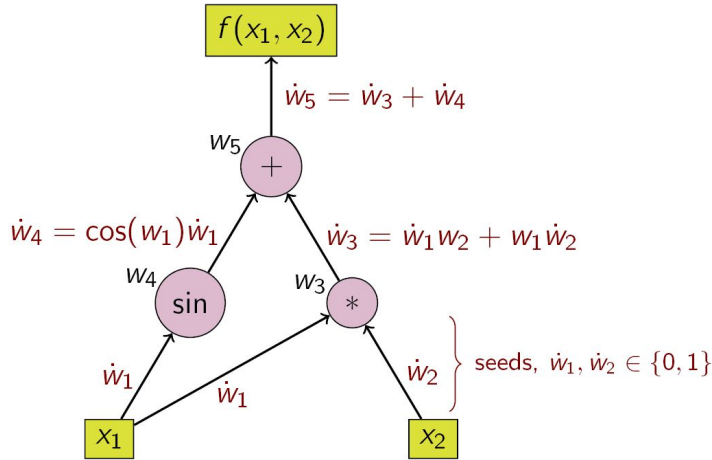 f(x₁, x₂)
ẇ₅ = ẇ₃ + ẇ₄
w₅
+
ẇ₄ = cos(w₁)ẇ₁
ẇ₃ = ẇ₁w₂ + w₁ẇ₂
w₄
sin
w₃
*
ẇ₁
ẇ₁
ẇ₂
seeds, ẇ₁, ẇ₂ ∈ {0, 1}
x₁
x₂